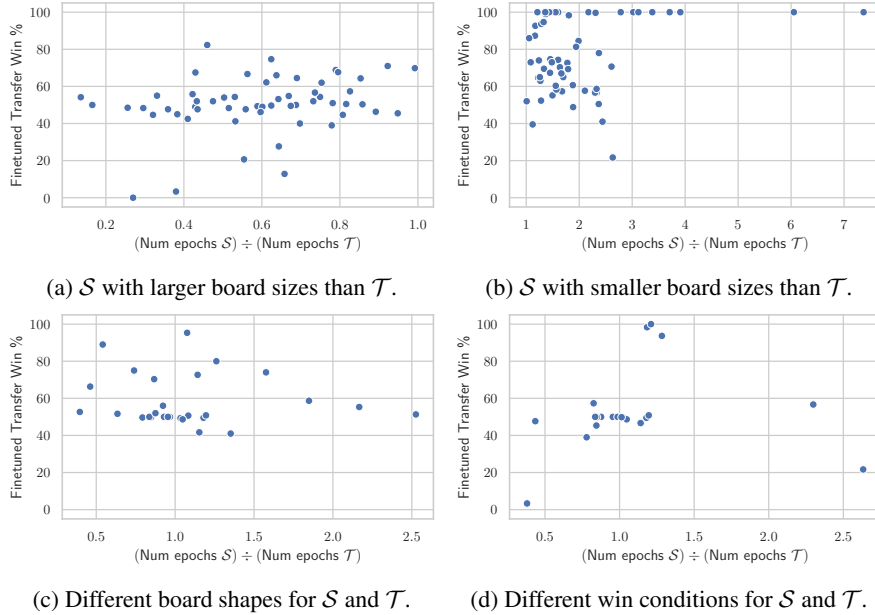 100
80
60
40
20
0
Finetuned Transfer Win %
0.2 0.4 0.6 0.8 1.0
(Num epochs 𝒮) ÷ (Num epochs 𝒯)
(a) 𝒮 with larger board sizes than 𝒯.
100
80
60
40
20
0
Finetuned Transfer Win %
1 2 3 4 5 6 7
(Num epochs 𝒮) ÷ (Num epochs 𝒯)
(b) 𝒮 with smaller board sizes than 𝒯.
100
80
60
40
20
0
Finetuned Transfer Win %
0.5 1.0 1.5 2.0 2.5
(Num epochs 𝒮) ÷ (Num epochs 𝒯)
(c) Different board shapes for 𝒮 and 𝒯.
100
80
60
40
20
0
Finetuned Transfer Win %
0.5 1.0 1.5 2.0 2.5
(Num epochs 𝒮) ÷ (Num epochs 𝒯)
(d) Different win conditions for 𝒮 and 𝒯.